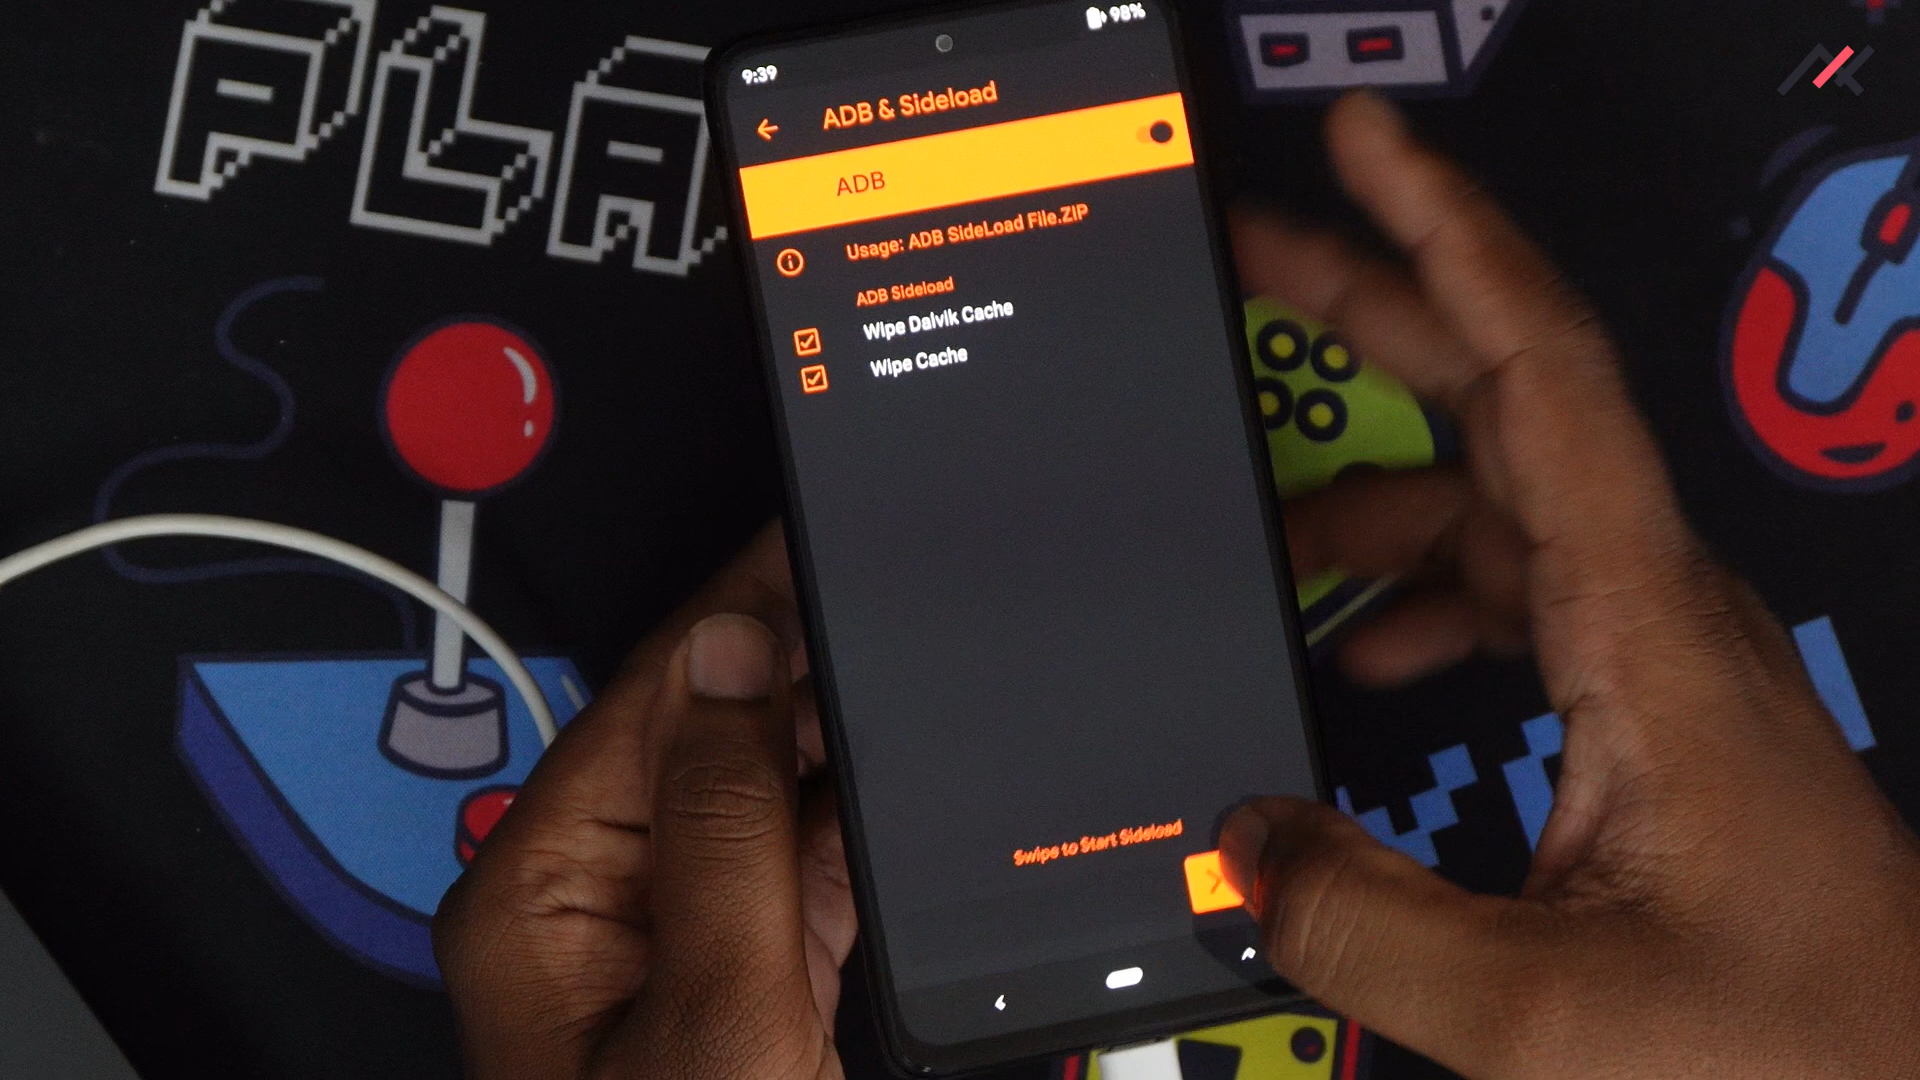 PLA
98%
9:39
ADB & Sideload
ADB
Usage: ADB SideLoad File.ZIP
ADB Sideload
Wipe Dalvik Cache
Wipe Cache
Swipe to Start Sideload